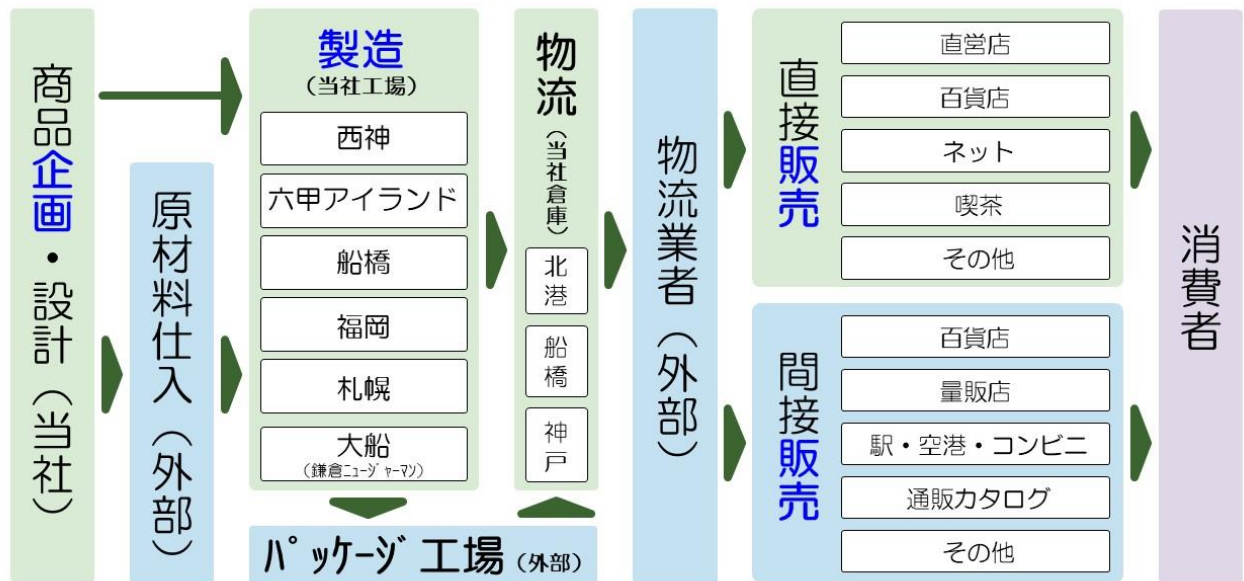 商品企画・設計（当社）
原材料仕入（外部）
製造
（当社工場）
西神
六甲アイランド
船橋
福岡
札幌
大船
（鎌倉ﾆｭｰｼﾞｬｰﾏﾝ）
ﾊﾟｯｹｰｼﾞ工場（外部）
物流
（当社倉庫）
北港
船橋
神戸
物流業者（外部）
直接販売
直営店
百貨店
ネット
喫茶
その他
間接販売
百貨店
量販店
駅・空港・コンビニ
通販カタログ
その他
消費者